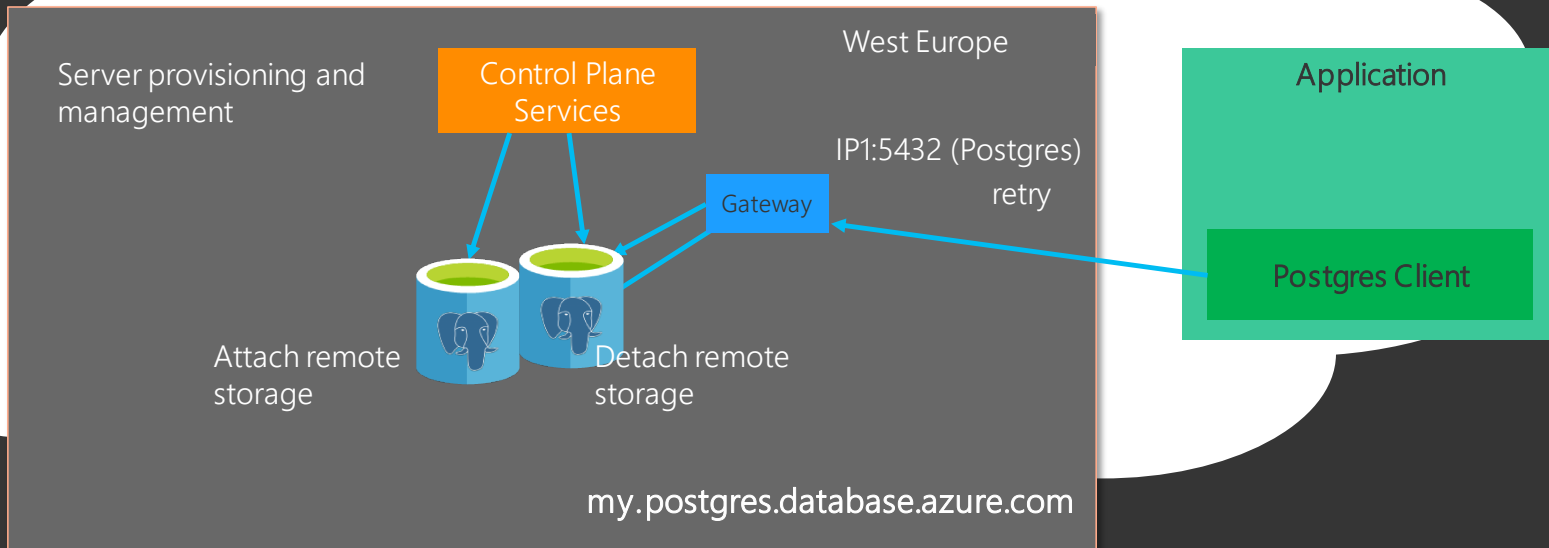 West Europe
Server provisioning and
management
Control Plane
Services
Application
IP1:5432 (Postgres)
retry
Gateway
Postgres Client
Attach remote
storage
Detach remote
storage
my.postgres.database.azure.com